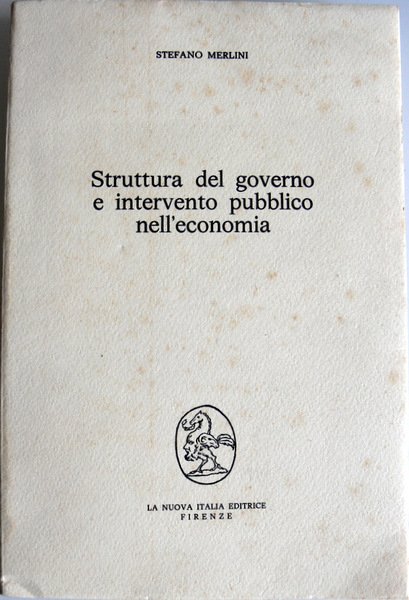 STEFANO MERLINI
Struttura del governo
e intervento pubblico
nell'economia
LA NUOVA ITALIA EDITRICE
FIRENZE